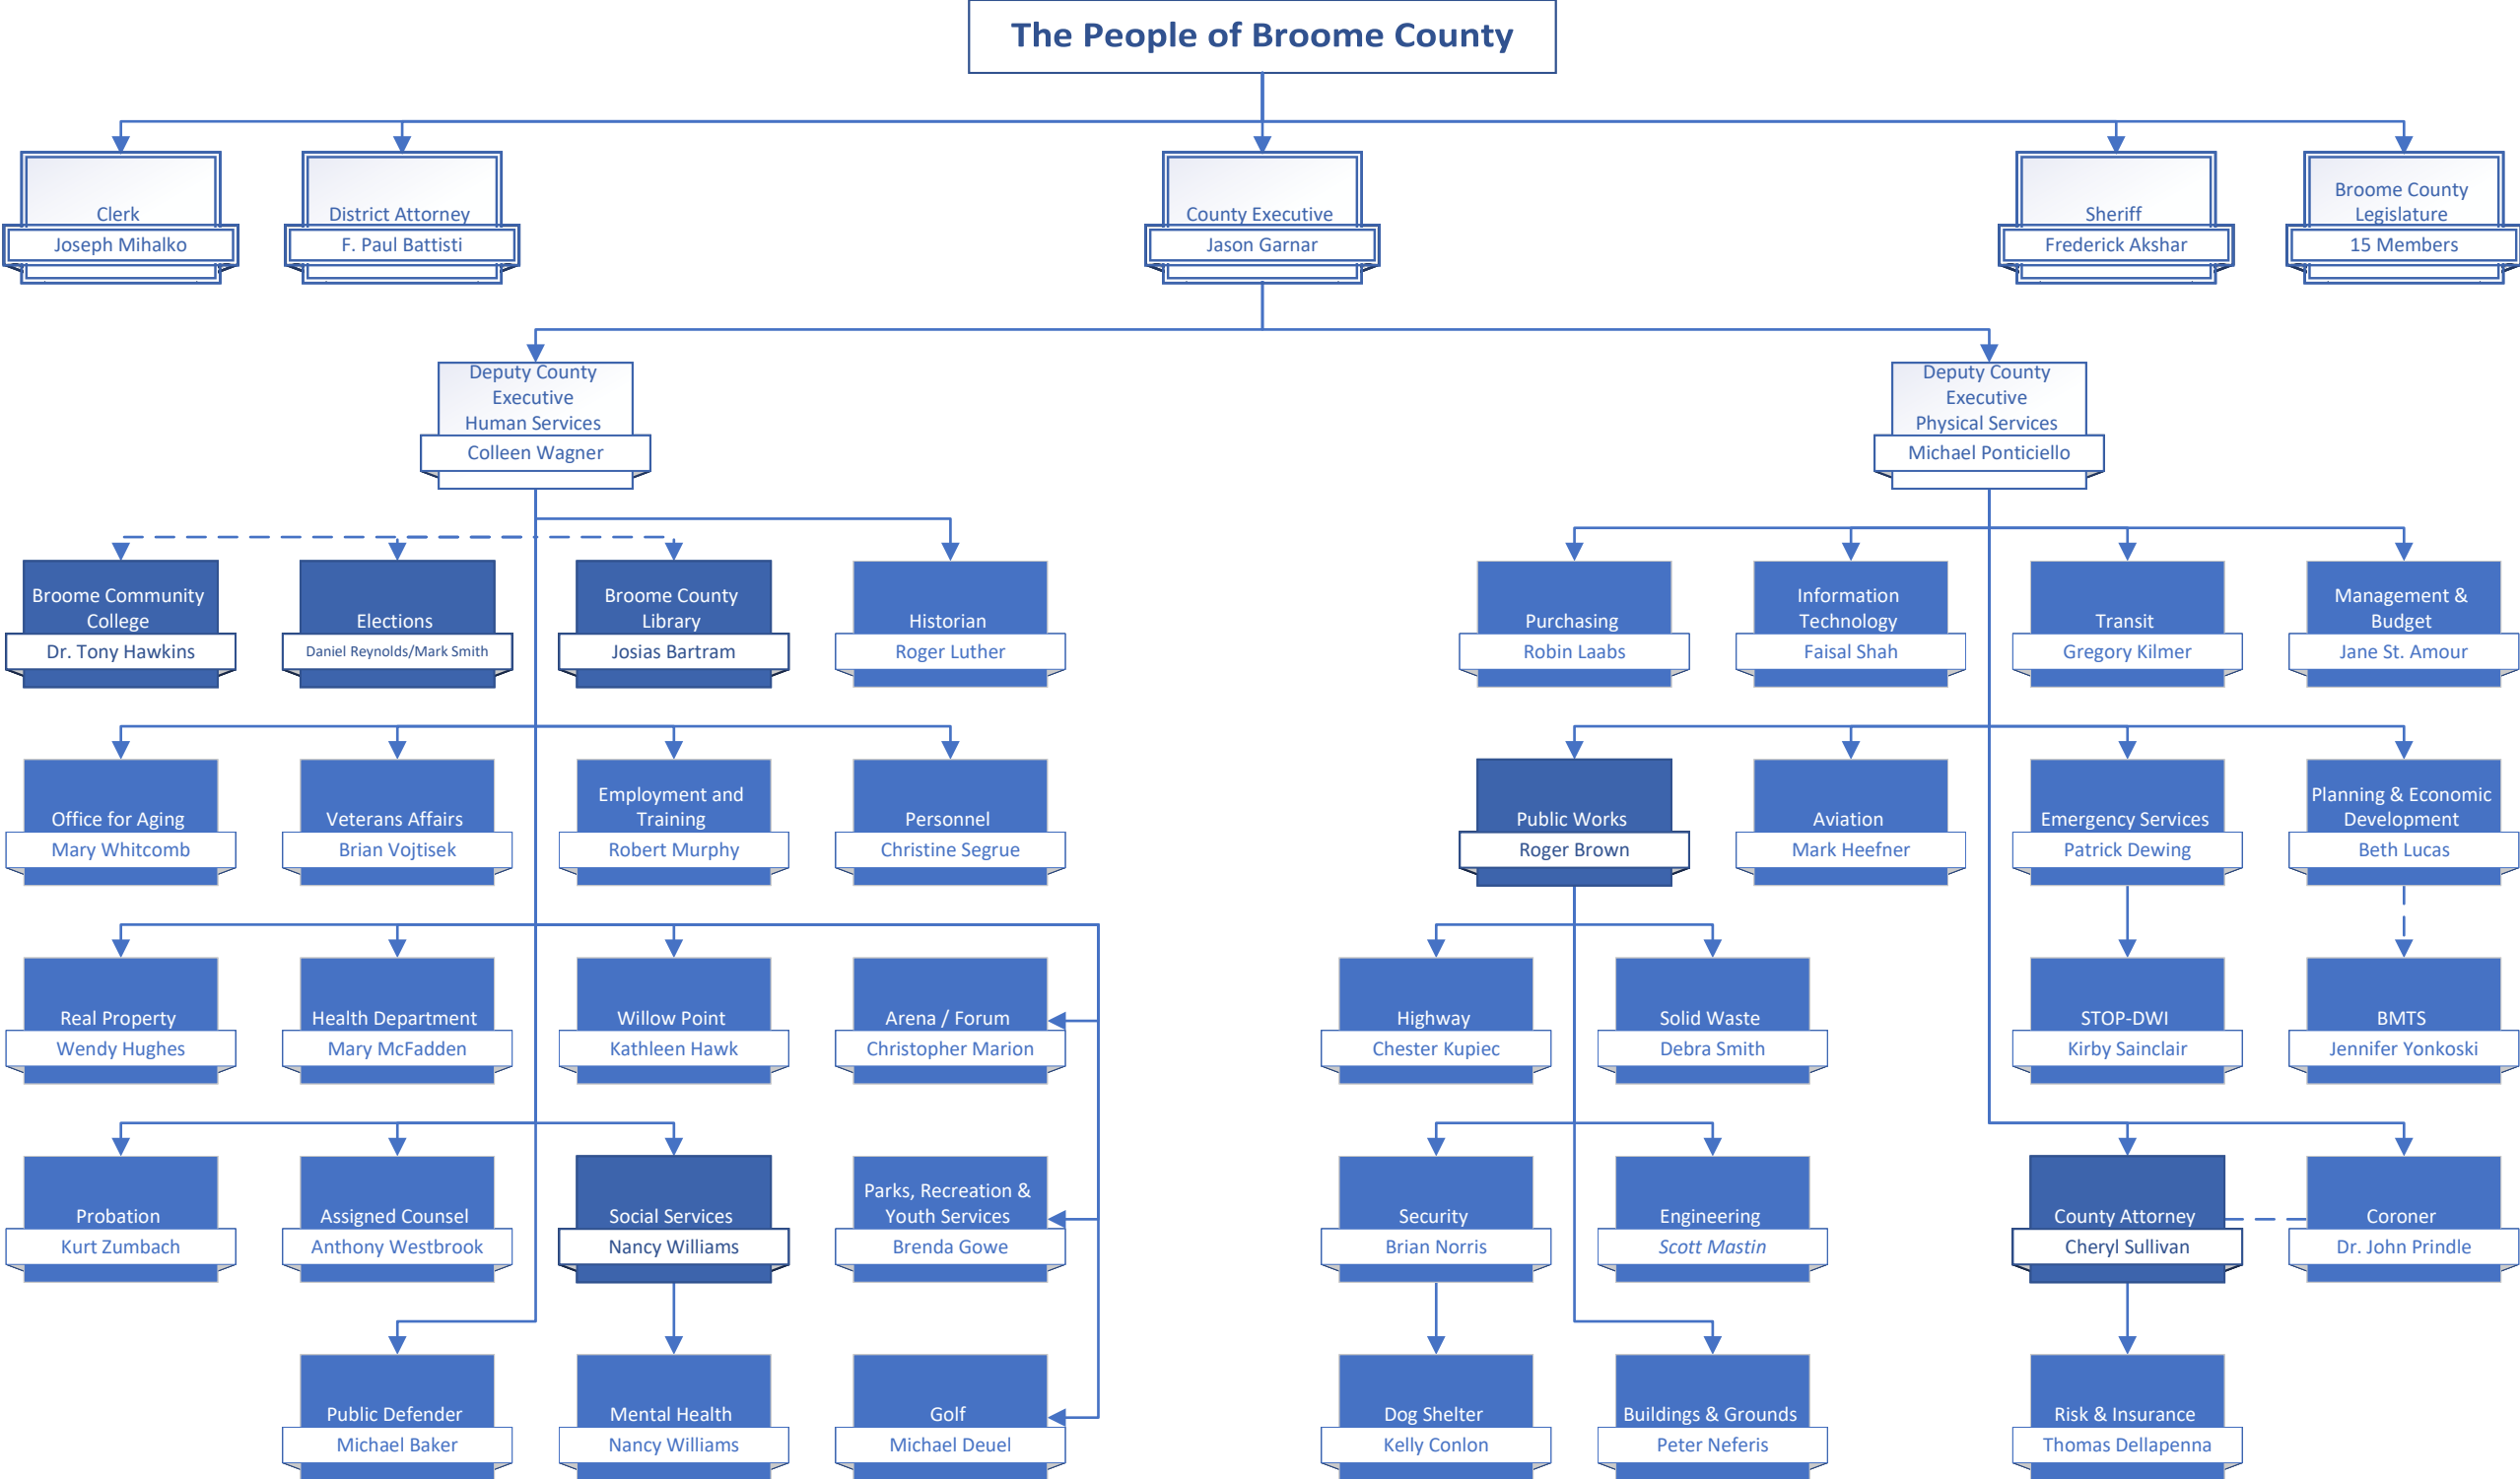 The People of Broome County
Clerk
Joseph Mihalko
District Attorney
F. Paul Battisti
County Executive
Jason Garnar
Sheriff
Frederick Akshar
Broome County
Legislature
15 Members
Deputy County
Executive
Human Services
Colleen Wagner
Deputy County
Executive
Physical Services
Michael Ponticiello
Broome Community
College
Dr. Tony Hawkins
Elections
Daniel Reynolds/Mark Smith
Broome County
Library
Josias Bartram
Historian
Roger Luther
Purchasing
Robin Laabs
Information
Technology
Faisal Shah
Transit
Gregory Kilmer
Management &
Budget
Jane St. Amour
Office for Aging
Mary Whitcomb
Veterans Affairs
Brian Vojtisek
Employment and
Training
Robert Murphy
Personnel
Christine Segrue
Public Works
Roger Brown
Aviation
Mark Heefner
Emergency Services
Patrick Dewing
Planning & Economic
Development
Beth Lucas
Real Property
Wendy Hughes
Health Department
Mary McFadden
Willow Point
Kathleen Hawk
Arena / Forum
Christopher Marion
Highway
Chester Kupiec
Solid Waste
Debra Smith
STOP-DWI
Kirby Sainclair
BMTS
Jennifer Yonkoski
Probation
Kurt Zumbach
Assigned Counsel
Anthony Westbrook
Social Services
Nancy Williams
Parks, Recreation &
Youth Services
Brenda Gowe
Security
Brian Norris
Engineering
Scott Mastin
County Attorney
Cheryl Sullivan
Coroner
Dr. John Prindle
Public Defender
Michael Baker
Mental Health
Nancy Williams
Golf
Michael Deuel
Dog Shelter
Kelly Conlon
Buildings & Grounds
Peter Neferis
Risk & Insurance
Thomas Dellapenna